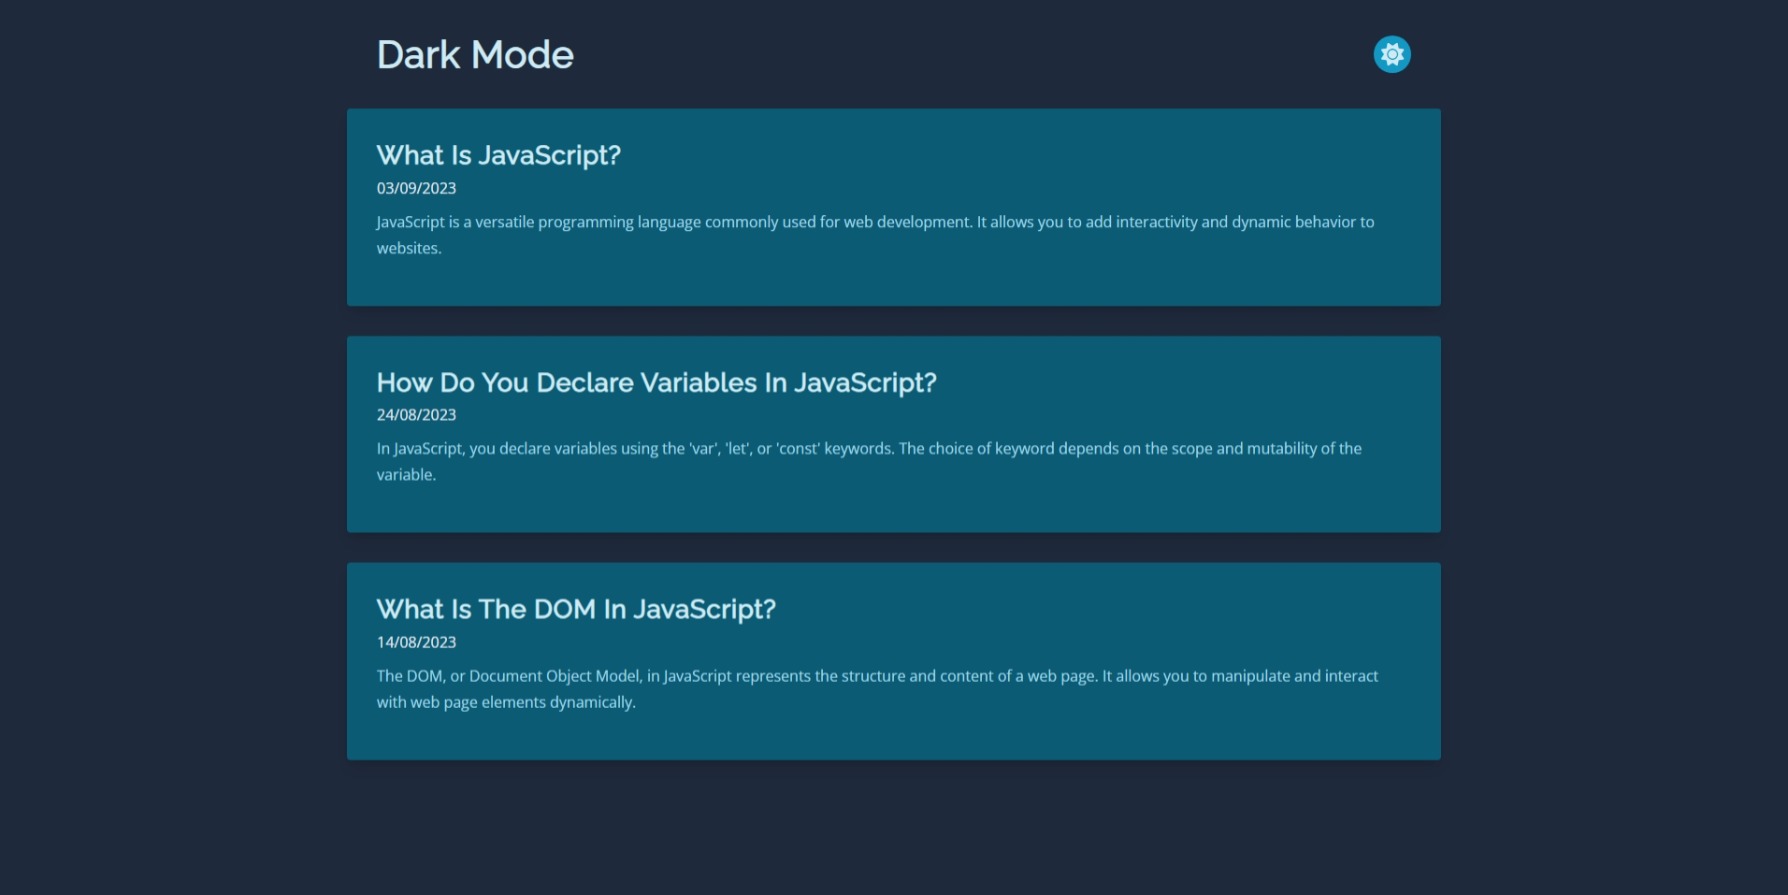 Dark Mode
What Is JavaScript?
03/09/2023
JavaScript is a versatile programming language commonly used for web development. It allows you to add interactivity and dynamic behavior to
websites.
How Do You Declare Variables In JavaScript?
24/08/2023
In JavaScript, you declare variables using the 'var', 'let', or 'const' keywords. The choice of keyword depends on the scope and mutability of the
variable.
What Is The DOM In JavaScript?
14/08/2023
The DOM, or Document Object Model, in JavaScript represents the structure and content of a web page. It allows you to manipulate and interact
with web page elements dynamically.